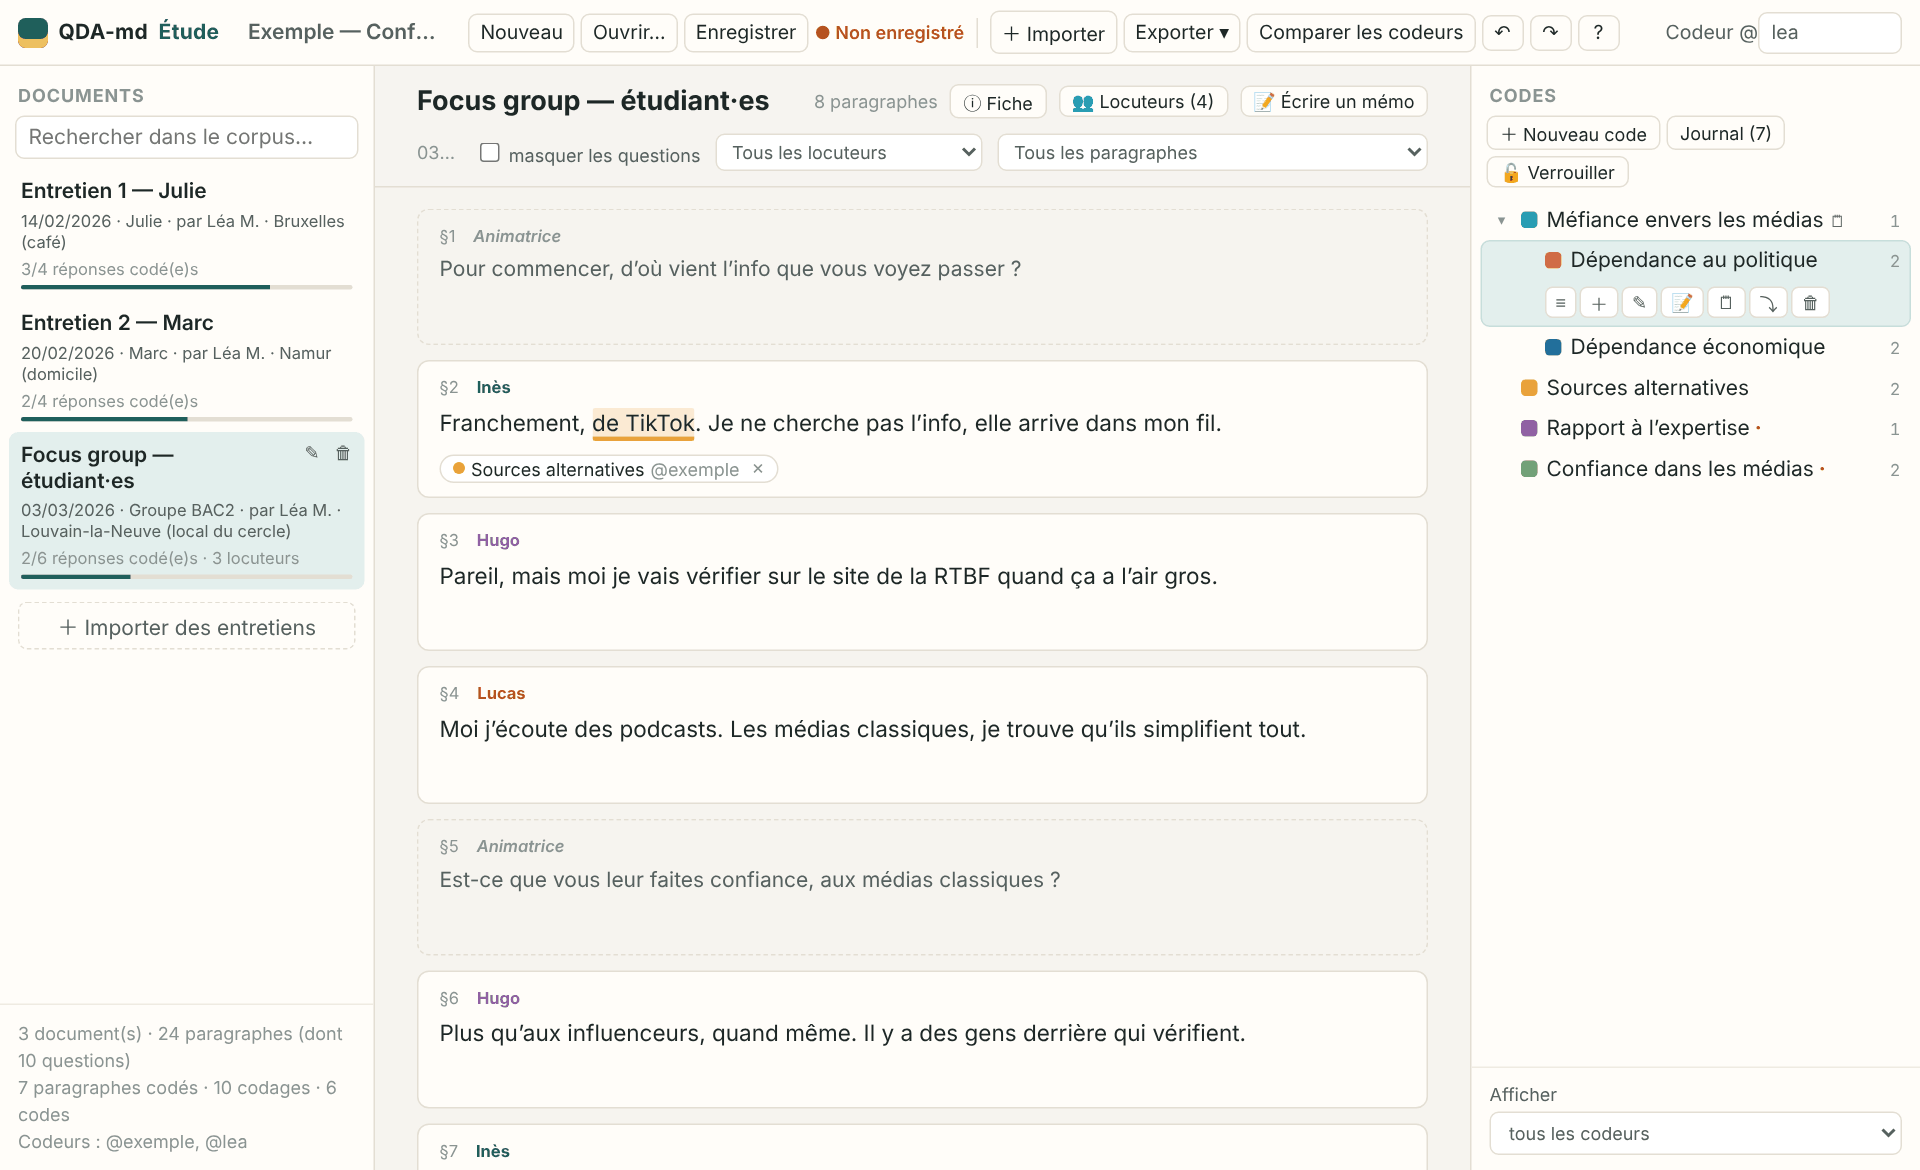 QDA-md Étude
Exemple — Conf…
Nouveau
Ouvrir…
Enregistrer
Non enregistré
+ Importer
Exporter ▾
Comparer les codeurs
↶
↷
?
Codeur @ lea
DOCUMENTS
Rechercher dans le corpus…
Entretien 1 — Julie
14/02/2026 · Julie · par Léa M. · Bruxelles
(café)
3/4 réponses codé(e)s
Entretien 2 — Marc
20/02/2026 · Marc · par Léa M. · Namur
(domicile)
2/4 réponses codé(e)s
Focus group —
étudiant·es
03/03/2026 · Groupe BAC2 · par Léa M. ·
Louvain-la-Neuve (local du cercle)
2/6 réponses codé(e)s · 3 locuteurs
+ Importer des entretiens
3 document(s) · 24 paragraphes (dont
10 questions)
7 paragraphes codés · 10 codages · 6
codes
Codeurs : @exemple, @lea
Focus group — étudiant·es
8 paragraphes
ⓘ Fiche
👥 Locuteurs (4)
📝 Écrire un mémo
03…
masquer les questions
Tous les locuteurs
Tous les paragraphes
§1 Animatrice
Pour commencer, d’où vient l’info que vous voyez passer ?
§2 Inès
Franchement, de TikTok. Je ne cherche pas l’info, elle arrive dans mon fil.
Sources alternatives @exemple ×
§3 Hugo
Pareil, mais moi je vais vérifier sur le site de la RTBF quand ça a l’air gros.
§4 Lucas
Moi j’écoute des podcasts. Les médias classiques, je trouve qu’ils simplifient tout.
§5 Animatrice
Est-ce que vous leur faites confiance, aux médias classiques ?
§6 Hugo
Plus qu’aux influenceurs, quand même. Il y a des gens derrière qui vérifient.
§7 Inès
CODES
+ Nouveau code
Journal (7)
🔓 Verrouiller
▾ Méfiance envers les médias 1
Dépendance au politique 2
Dépendance économique 2
Sources alternatives 2
Rapport à l’expertise • 1
Confiance dans les médias • 2
Afficher
tous les codeurs